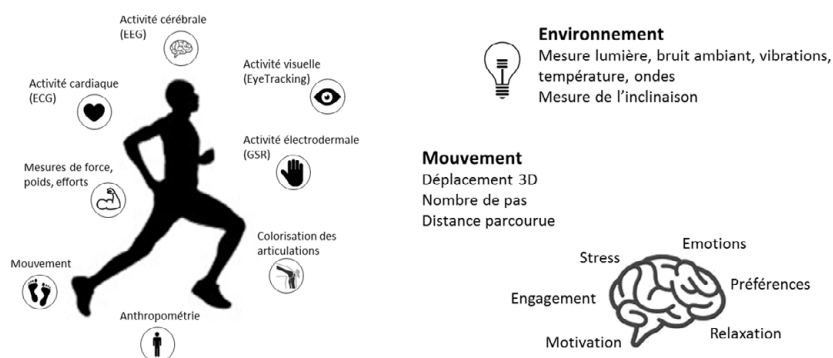 Activité cérébrale
(EEG)
Activité visuelle
(EyeTracking)
Activité cardiaque
(ECG)
Activité électrodermale
(GSR)
Mesures de force,
poids, efforts
Colorisation des
articulations
Mouvement
Anthropométrie
Environnement
Mesure lumière, bruit ambiant, vibrations,
température, ondes
Mesure de l’inclinaison
Mouvement
Déplacement 3D
Nombre de pas
Distance parcourue
Emotions
Stress
Préférences
Engagement
Relaxation
Motivation